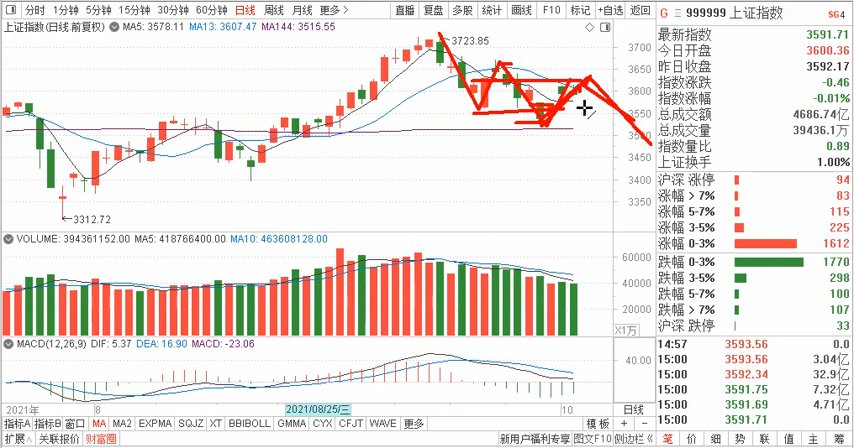 分时 1分钟 5分钟 15分钟 30分钟 60分钟 日线 周线 月线 更多 > 直播 复盘 多股 统计 画线 F10 标记 +自选 返回
上证指数(日线.前复权) MA5: 3578.11 MA13: 3607.47 MA144: 3515.55
3723.85
3312.72
3700
3650
3600
3550
3500
3450
3400
3350
VOLUME: 394361152.00 MA5: 418766400.00 MA10: 463608128.00
60000
40000
20000
X1万
MACD(12,26,9) DIF: 5.37 DEA: 16.90 MACD: -23.06
40.00
2021年 8 2021/08/25/三 10 日线
指标A 指标B 窗口 MA MA2 EXPMA SQJZ XT BBIBOLL GMMA CYX CFJT WAVE 更多 模板 + -
扩展∧ 关联报价 财富圈 新用户福利专享 图文F10 侧边栏《
G 999999 上证指数 SG4
最新指数 3591.71
今日开盘 3600.36
昨日收盘 3592.17
指数涨跌 -0.46
指数涨幅 -0.01%
总成交额 4686.74亿
总成交量 39436.1万
指数量比 0.89
上证换手 1.00%
沪深 涨停 94
涨幅 > 7% 83
涨幅 5-7% 115
涨幅 3-5% 225
涨幅 0-3% 1612
跌幅 0-3% 1770
跌幅 3-5% 298
跌幅 5-7% 100
跌幅 > 7% 107
沪深 跌停 33
14:57 3593.56 0.0
15:00 3593.56 3.04亿
15:00 3592.34 32.9亿
15:00 3591.75 7.32亿
15:00 3591.69 4.71亿
15:00 3591.71 0.0
笔 价 细 势 联 值 主 筹